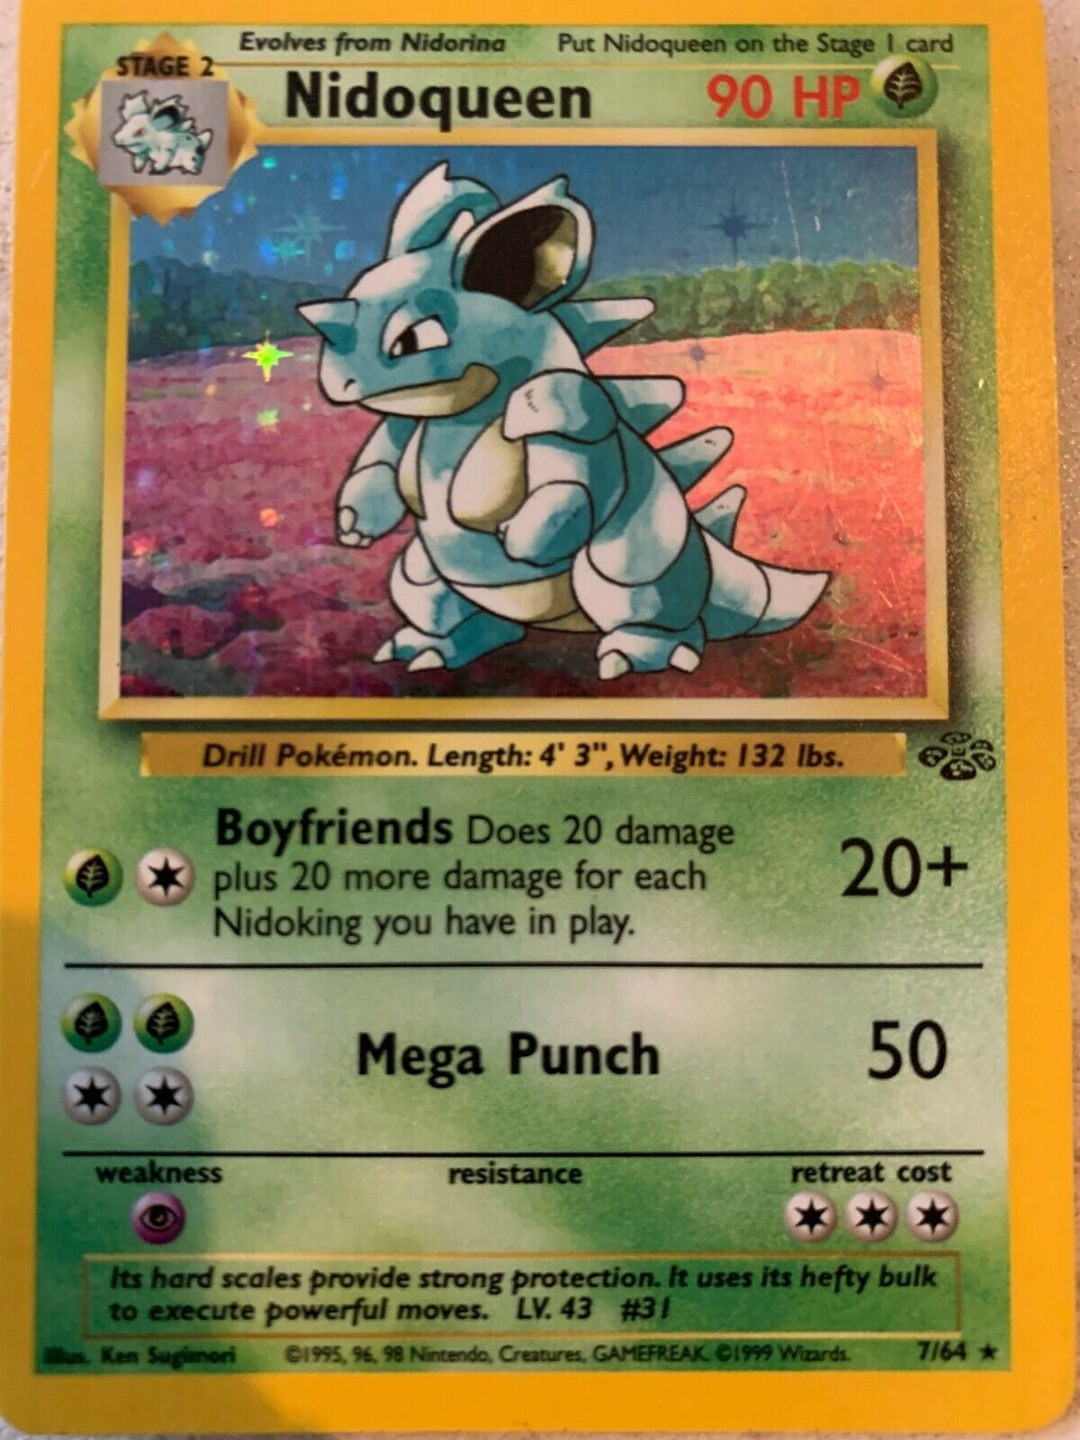 Evolves from Nidorina Put Nidoqueen on the Stage 1 card
STAGE 2
Nidoqueen 90 HP
Drill Pokémon. Length: 4' 3", Weight: 132 lbs.
Boyfriends Does 20 damage
plus 20 more damage for each
Nidoking you have in play.
20+
Mega Punch 50
weakness resistance retreat cost
Its hard scales provide strong protection. It uses its hefty bulk
to execute powerful moves. LV. 43 #31
Illus. Ken Sugimori ©1995, 96, 98 Nintendo, Creatures, GAMEFREAK. ©1999 Wizards. 7/64 ★